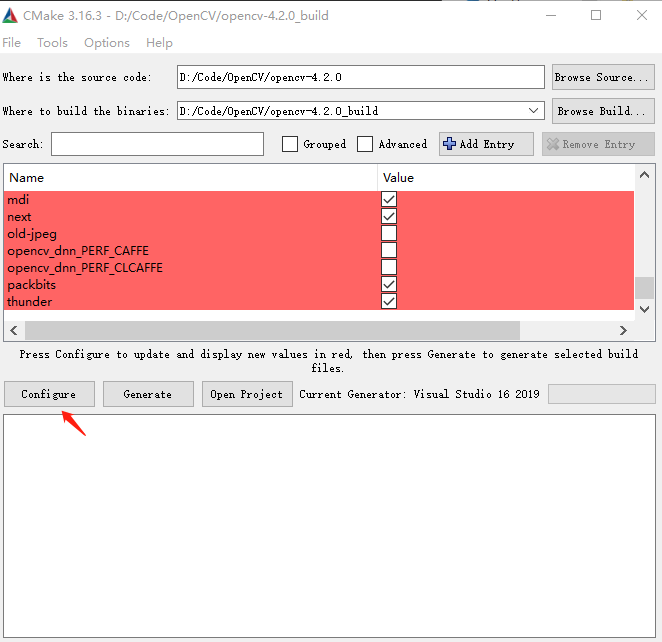 CMake 3.16.3 - D:/Code/OpenCV/opencv-4.2.0_build
File Tools Options Help
Where is the source code: D:/Code/OpenCV/opencv-4.2.0 Browse Source...
Where to build the binaries: D:/Code/OpenCV/opencv-4.2.0_build Browse Build...
Search: Grouped Advanced Add Entry Remove Entry
Name Value
mdi
next
old-jpeg
opencv_dnn_PERF_CAFFE
opencv_dnn_PERF_CLCAFFE
packbits
thunder
Press Configure to update and display new values in red, then press Generate to generate selected build
files.
Configure Generate Open Project Current Generator: Visual Studio 16 2019